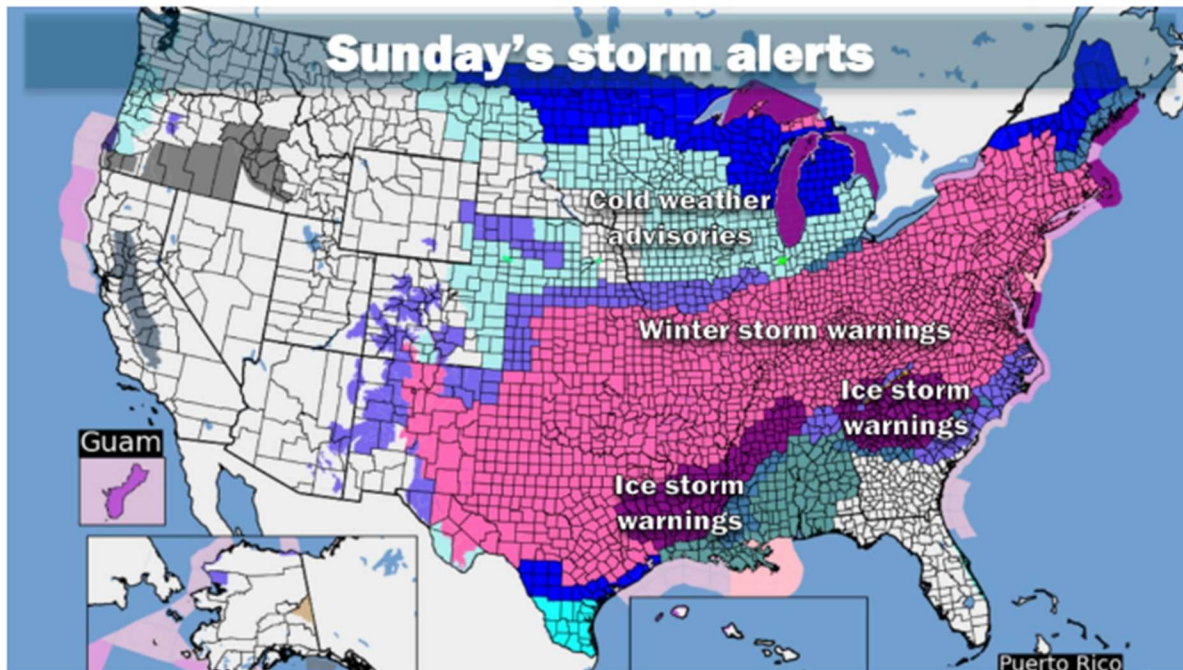 Sunday's storm alerts
Cold weather
advisories
Winter storm warnings
Ice storm
warnings
Guam
Ice storm
warnings
Puerto Rico